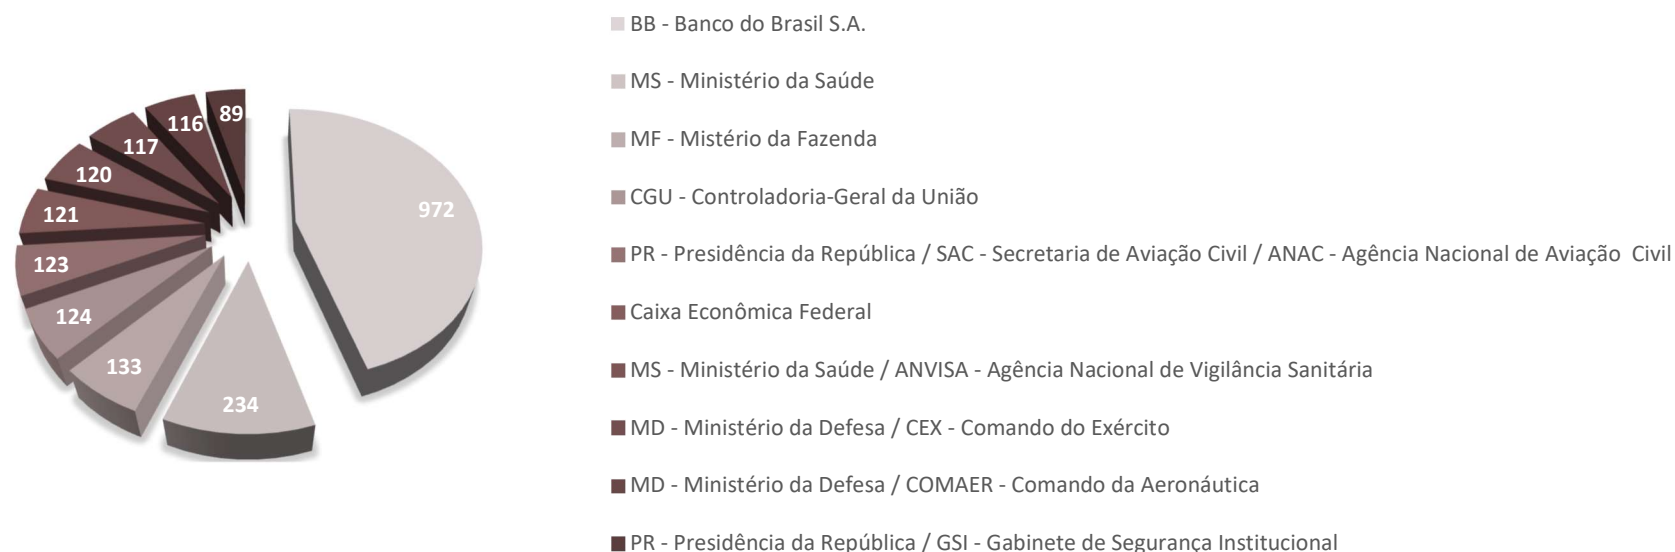 BB - Banco do Brasil S.A.
MS - Ministério da Saúde
MF - Mistério da Fazenda
CGU - Controladoria-Geral da União
PR - Presidência da República / SAC - Secretaria de Aviação Civil / ANAC - Agência Nacional de Aviação  Civil
Caixa Econômica Federal
MS - Ministério da Saúde / ANVISA - Agência Nacional de Vigilância Sanitária
MD - Ministério da Defesa / CEX - Comando do Exército
MD - Ministério da Defesa / COMAER - Comando da Aeronáutica
PR - Presidência da República / GSI - Gabinete de Segurança Institucional
972
234
133
124
123
121
120
117
116
89